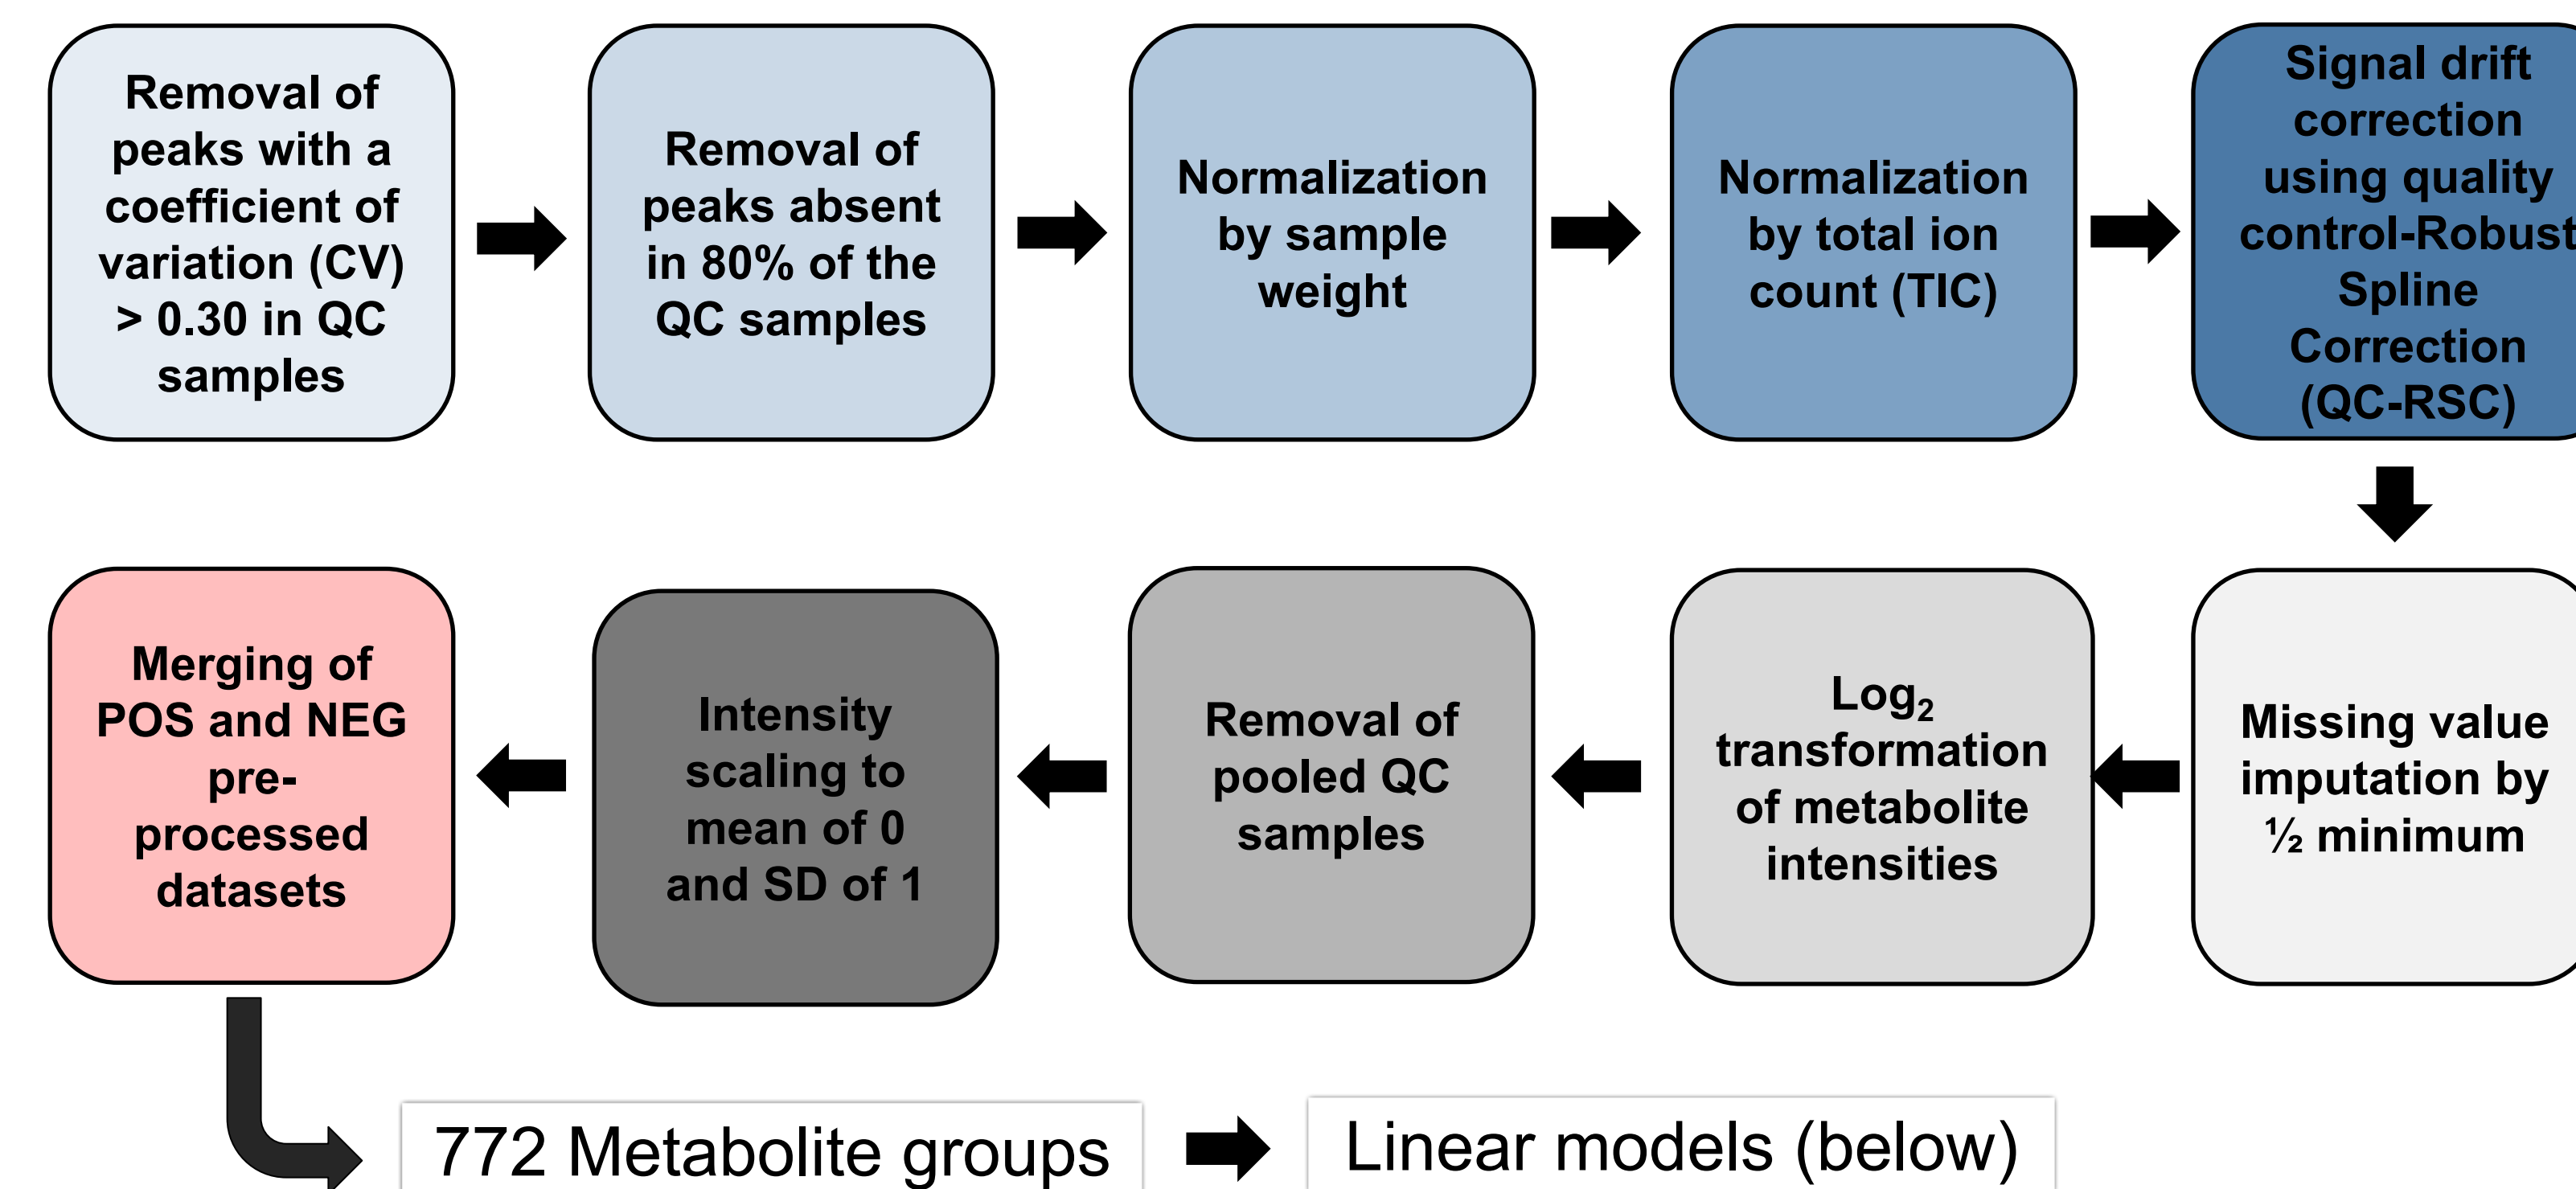 Removal of
peaks with a
coefficient of
variation (CV)
> 0.30 in QC
samples
Removal of
peaks absent
in 80% of the
QC samples
Normalization
by sample
weight
Normalization
by total ion
count (TIC)
Signal drift
correction
using quality
control-Robust
Spline
Correction
(QC-RSC)
Missing value
imputation by
½ minimum
Log₂
transformation
of metabolite
intensities
Removal of
pooled QC
samples
Intensity
scaling to
mean of 0
and SD of 1
Merging of
POS and NEG
pre-
processed
datasets
772 Metabolite groups
Linear models (below)